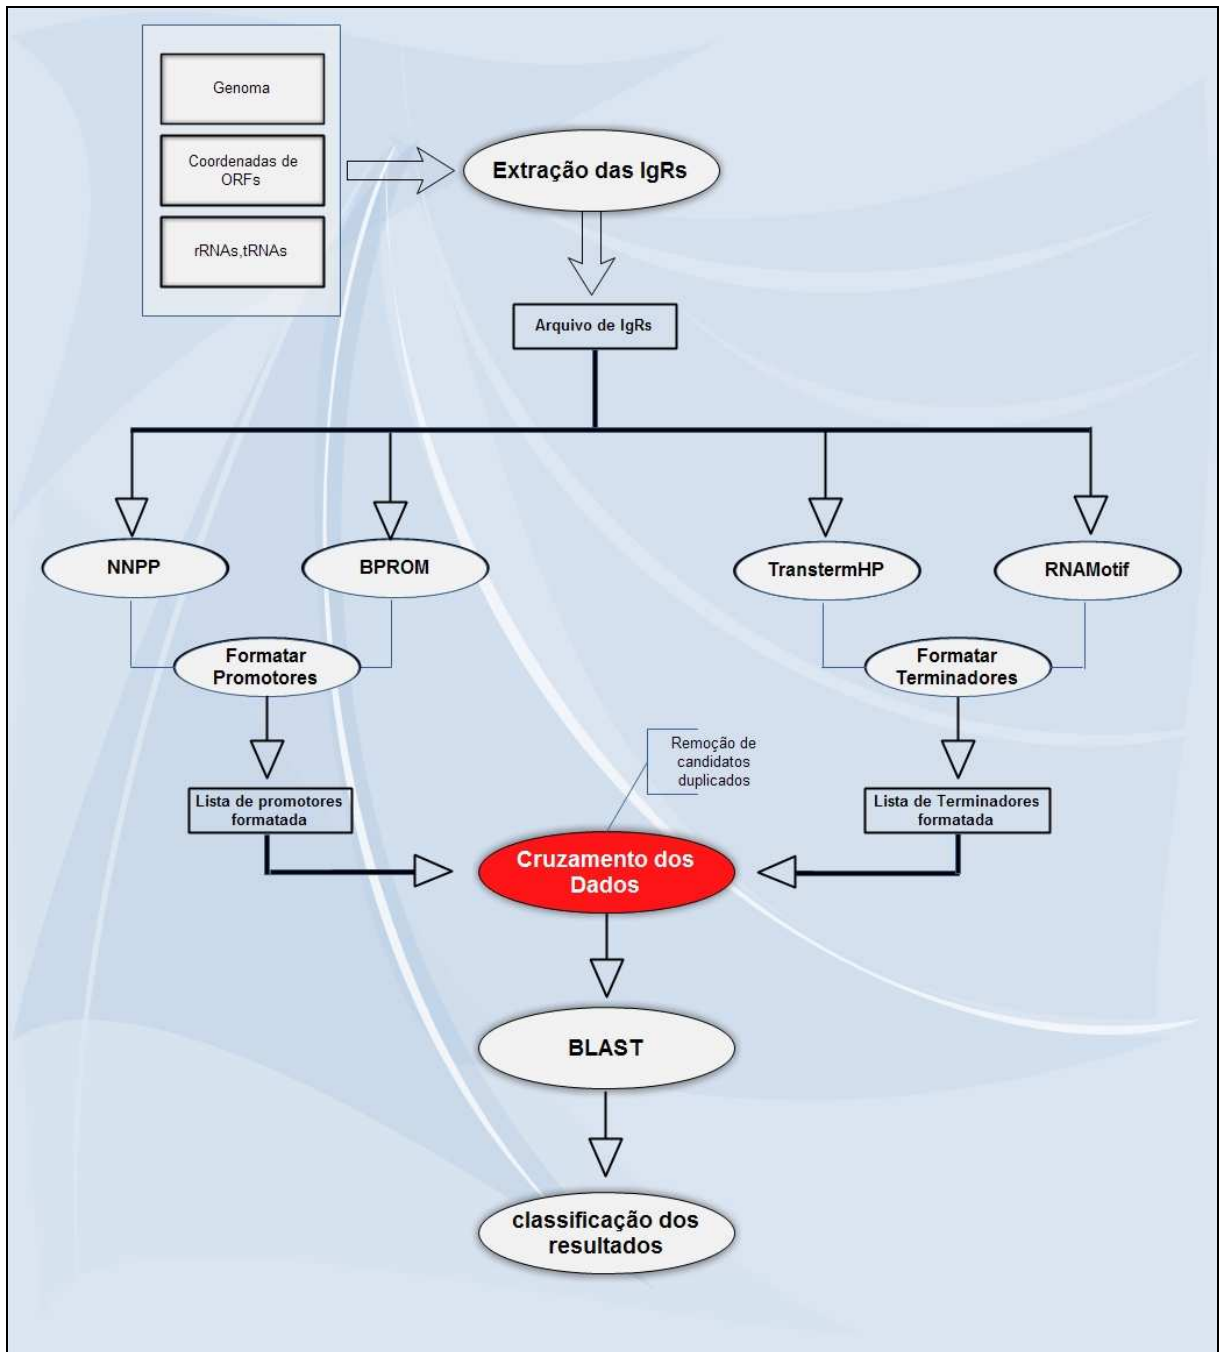 Genoma
Coordenadas de
ORFs
rRNAs,tRNAs
Extração das IgRs
Arquivo de IgRs
NNPP
BPROM
TranstermHP
RNAMotif
Formatar
Promotores
Formatar
Terminadores
Remoção de
candidatos
duplicados
Lista de promotores
formatada
Lista de Terminadores
formatada
Cruzamento dos
Dados
BLAST
classificação dos
resultados